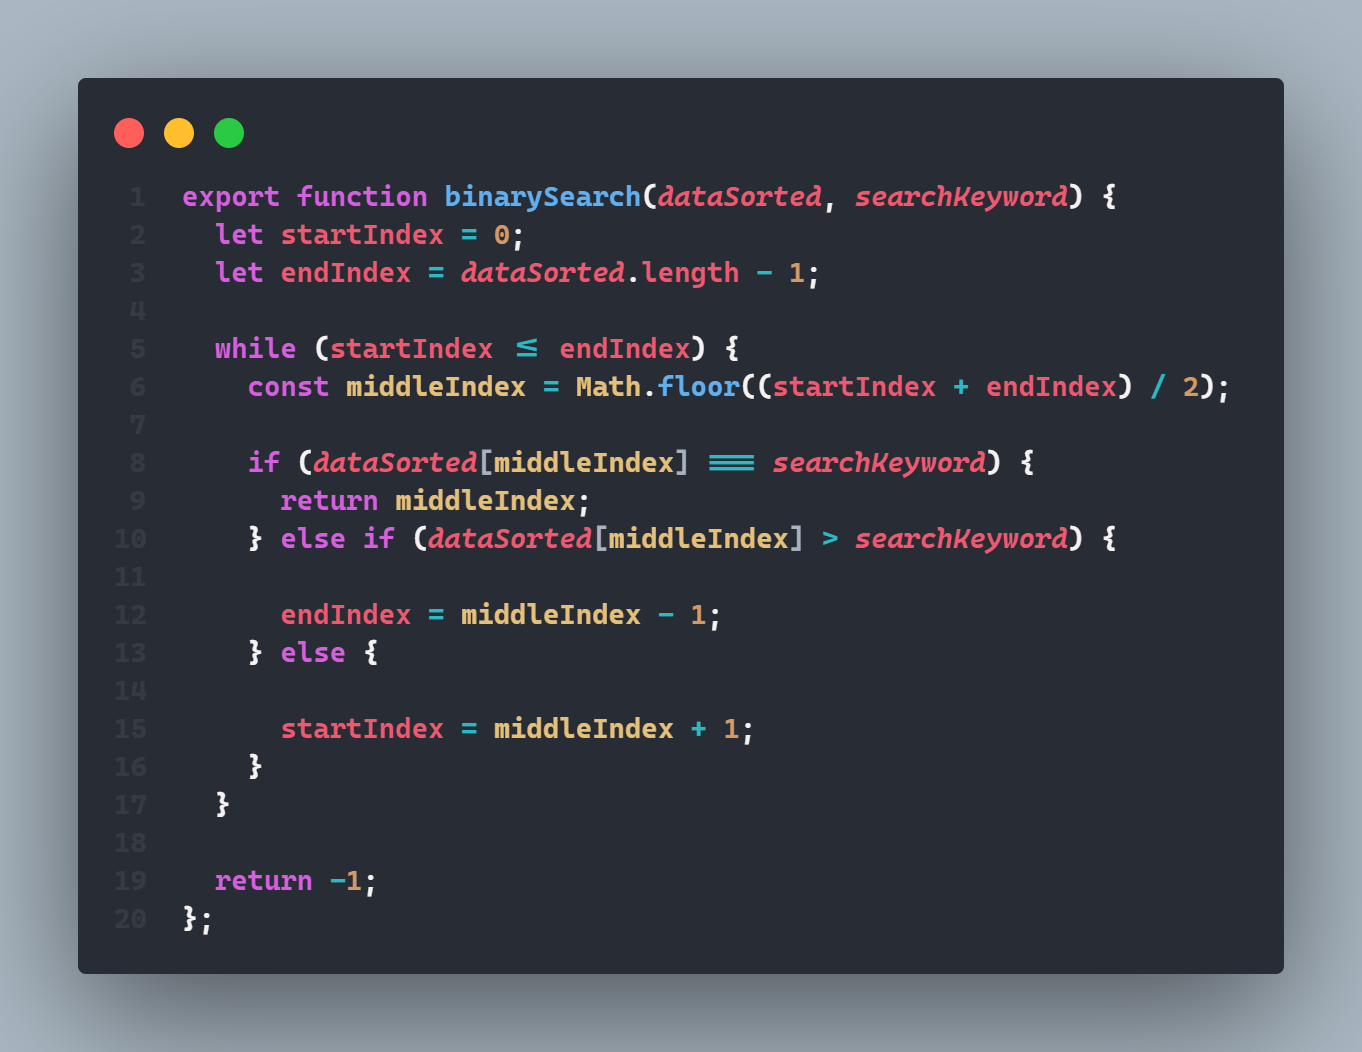 1 export function binarySearch(dataSorted, searchKeyword) {
2   let startIndex = 0;
3   let endIndex = dataSorted.length - 1;
4
5   while (startIndex <= endIndex) {
6     const middleIndex = Math.floor((startIndex + endIndex) / 2);
7
8     if (dataSorted[middleIndex] === searchKeyword) {
9       return middleIndex;
10     } else if (dataSorted[middleIndex] > searchKeyword) {
11
12       endIndex = middleIndex - 1;
13     } else {
14
15       startIndex = middleIndex + 1;
16     }
17   }
18
19   return -1;
20 };